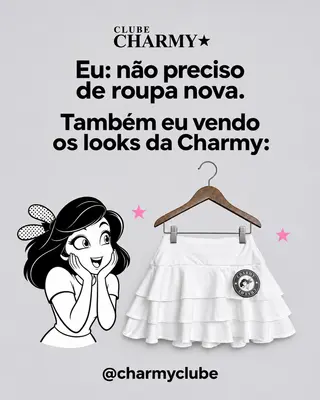 CLUBE
CHARMY★
Eu: não preciso
de roupa nova.
Também eu vendo
os looks da Charmy:
@charmyclube